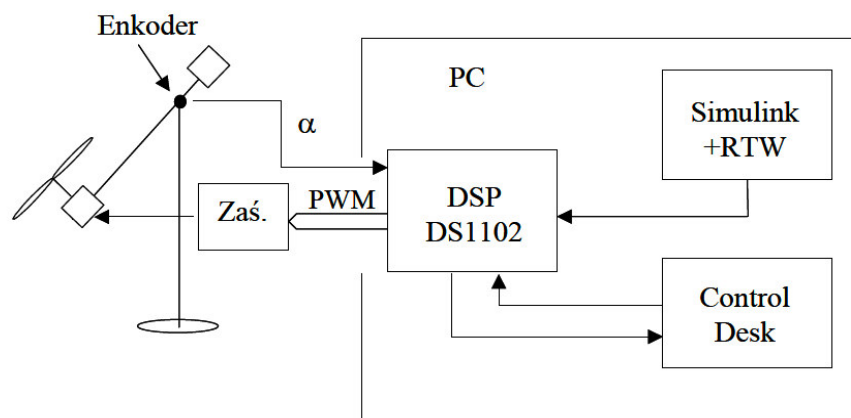 Enkoder
PC
Simulink
+RTW
α
DSP
DS1102
Zaś.
PWM
Control
Desk